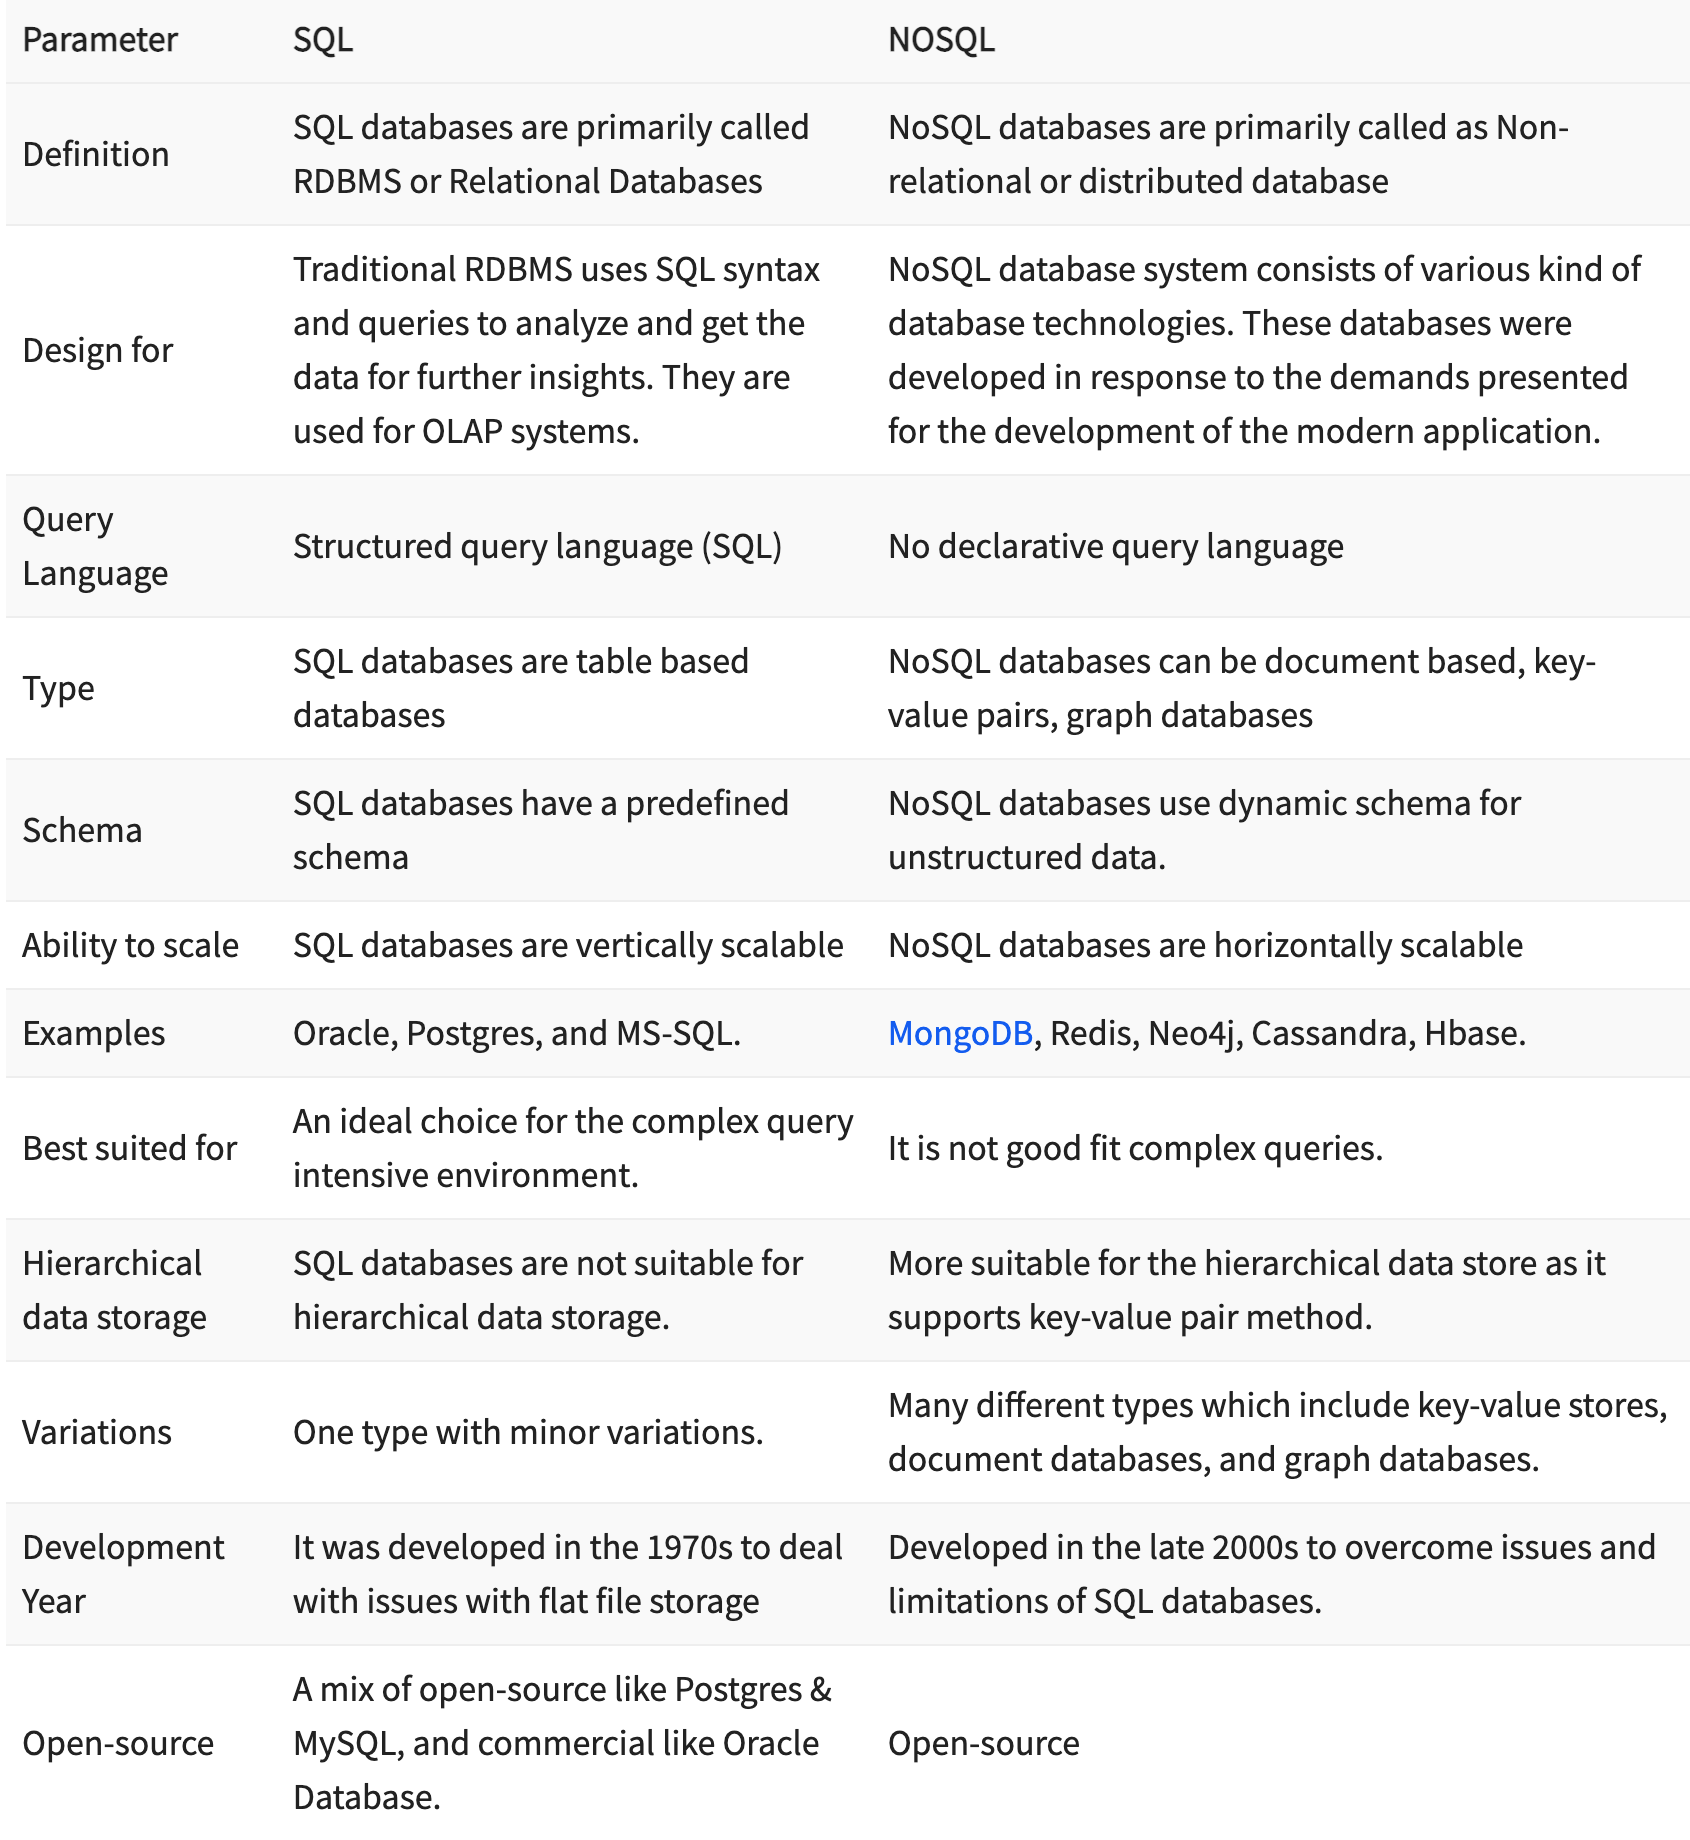 Parameter SQL NOSQL
Definition
SQL databases are primarily called
RDBMS or Relational Databases
NoSQL databases are primarily called as Non-
relational or distributed database
Design for
Traditional RDBMS uses SQL syntax
and queries to analyze and get the
data for further insights. They are
used for OLAP systems.
NoSQL database system consists of various kind of
database technologies. These databases were
developed in response to the demands presented
for the development of the modern application.
Query
Language
Structured query language (SQL)
No declarative query language
Type
SQL databases are table based
databases
NoSQL databases can be document based, key-
value pairs, graph databases
Schema
SQL databases have a predefined
schema
NoSQL databases use dynamic schema for
unstructured data.
Ability to scale
SQL databases are vertically scalable
NoSQL databases are horizontally scalable
Examples
Oracle, Postgres, and MS-SQL.
MongoDB, Redis, Neo4j, Cassandra, Hbase.
Best suited for
An ideal choice for the complex query
intensive environment.
It is not good fit complex queries.
Hierarchical
data storage
SQL databases are not suitable for
hierarchical data storage.
More suitable for the hierarchical data store as it
supports key-value pair method.
Variations
One type with minor variations.
Many different types which include key-value stores,
document databases, and graph databases.
Development
Year
It was developed in the 1970s to deal
with issues with flat file storage
Developed in the late 2000s to overcome issues and
limitations of SQL databases.
Open-source
A mix of open-source like Postgres &
MySQL, and commercial like Oracle
Database.
Open-source